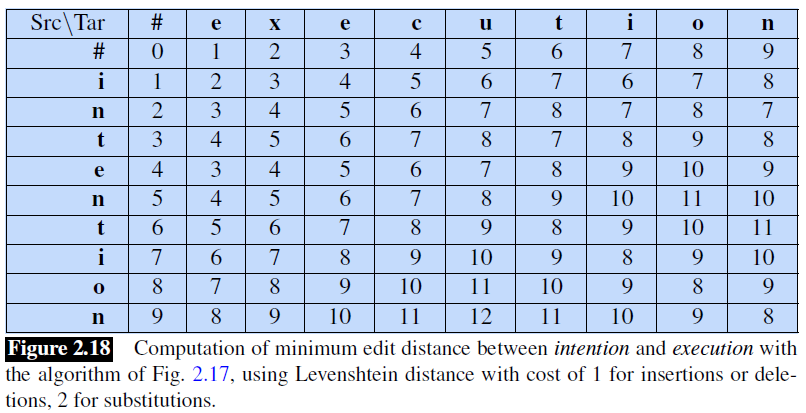 Src\Tar # e x e c u t i o n
# 0 1 2 3 4 5 6 7 8 9
i 1 2 3 4 5 6 7 6 7 8
n 2 3 4 5 6 7 8 7 8 7
t 3 4 5 6 7 8 7 8 9 8
e 4 3 4 5 6 7 8 9 10 9
n 5 4 5 6 7 8 9 10 11 10
t 6 5 6 7 8 9 8 9 10 11
i 7 6 7 8 9 10 9 8 9 10
o 8 7 8 9 10 11 10 9 8 9
n 9 8 9 10 11 12 11 10 9 8
Figure 2.18 Computation of minimum edit distance between intention and execution with
the algorithm of Fig. 2.17, using Levenshtein distance with cost of 1 for insertions or dele-
tions, 2 for substitutions.